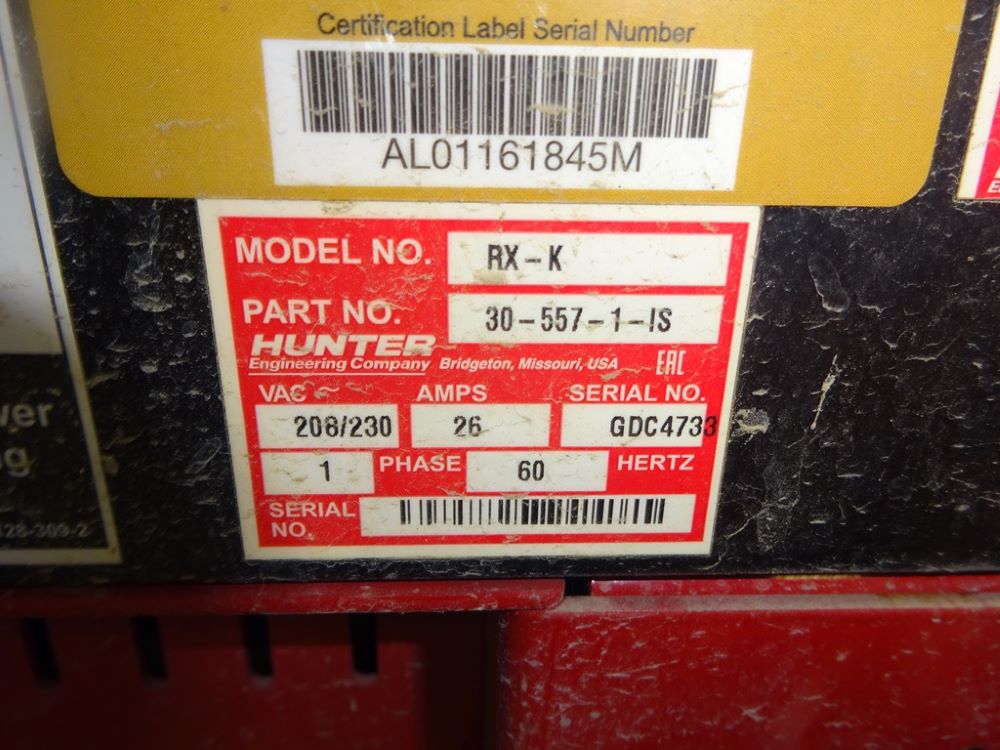 Certification Label Serial Number
AL01161845M
MODEL NO. RX-K
PART NO. 30-557-1-IS
HUNTER
Engineering Company Bridgeton, Missouri, USA EAC
VAC AMPS SERIAL NO.
208/230 26 GDC4733
1 PHASE 60 HERTZ
SERIAL
NO.